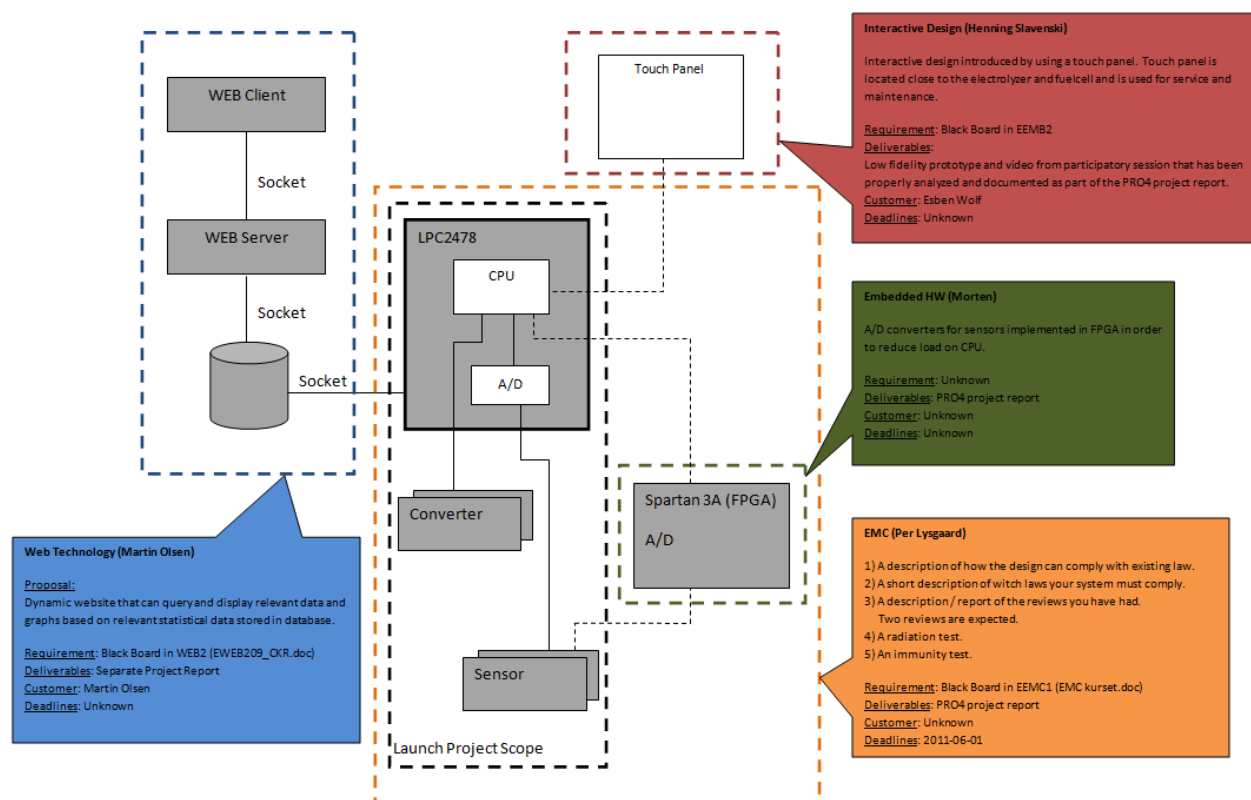 WEB Client
Socket
WEB Server
Socket
Socket
Touch Panel
LPC2478
CPU
A/D
Converter
Sensor
Launch Project Scope
Spartan 3A (FPGA)
A/D
Interactive Design (Henning Slavenski)
Interactive design introduced by using a touch panel. Touch panel is
located close to the electrolyzer and fuelcell and is used for service and
maintenance.
Requirement: Black Board in EEMB2
Deliverables:
Low fidelity prototype and video from participatory session that has been
properly analyzed and documented as part of the PRO4 project report.
Customer: Esben Wolf
Deadlines: Unknown
Embedded HW (Morten)
A/D converters for sensors implemented in FPGA in order
to reduce load on CPU.
Requirement: Unknown
Deliverables: PRO4 project report
Customer: Unknown
Deadlines: Unknown
EMC (Per Lysgaard)
1) A description of how the design can comply with existing law.
2) A short description of witch laws your system must comply.
3) A description / report of the reviews you have had.
Two reviews are expected.
4) A radiation test.
5) An immunity test.
Requirement: Black Board in EEMC1 (EMC kurset.doc)
Deliverables: PRO4 project report
Customer: Unknown
Deadlines: 2011-06-01
Web Technology (Martin Olsen)
Proposal:
Dynamic website that can query and display relevant data and
graphs based on relevant statistical data stored in database.
Requirement: Black Board in WEB2 (EWEB209_CKR.doc)
Deliverables: Separate Project Report
Customer: Martin Olsen
Deadlines: Unknown